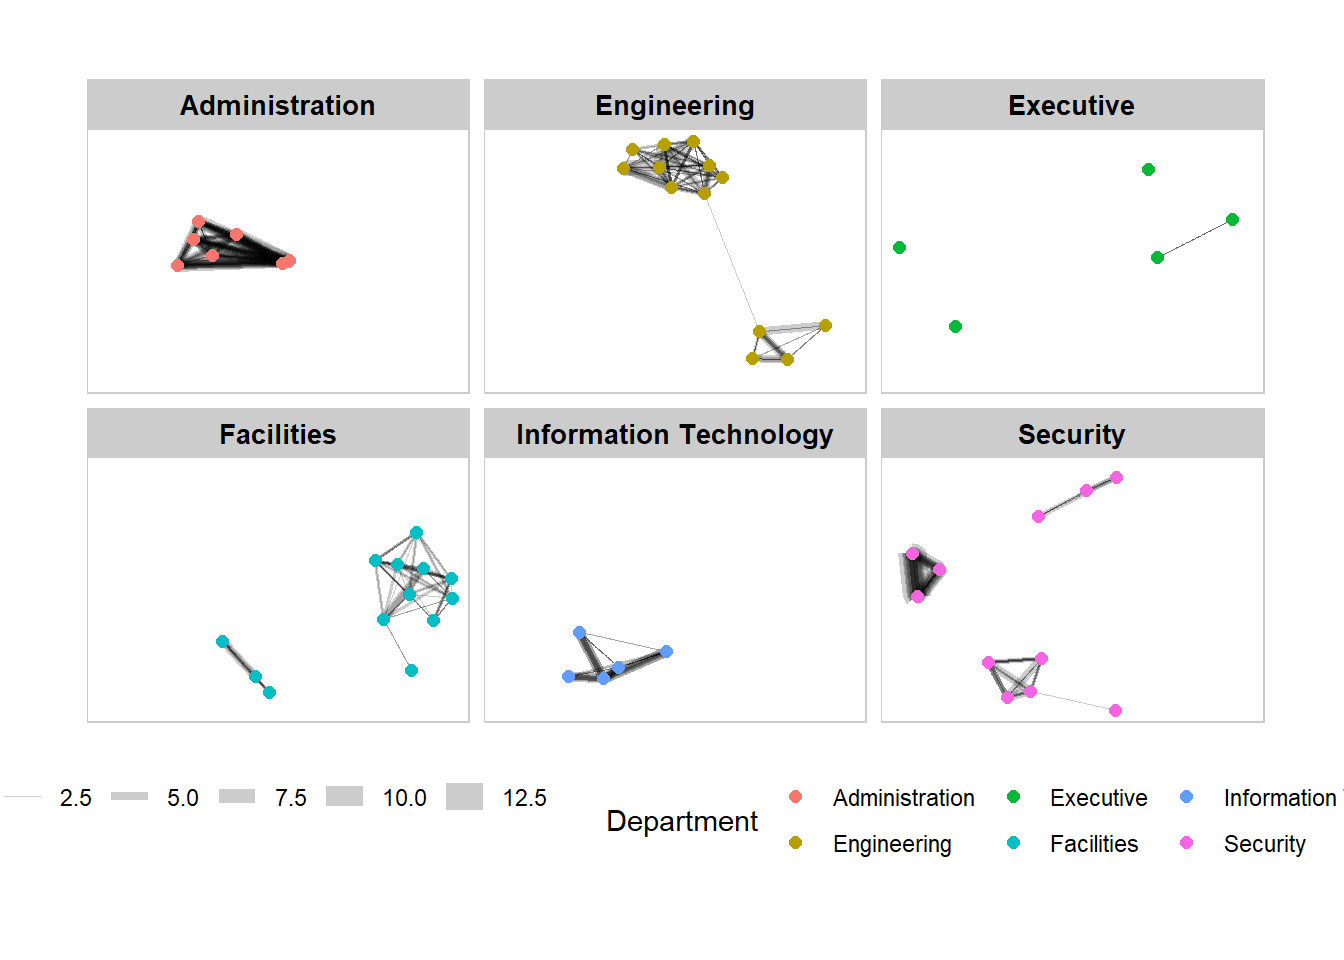 Administration
Engineering
Executive
Facilities
Information Technology
Security
2.5 5.0 7.5 10.0 12.5
Department
Administration Executive Information
Engineering Facilities Security